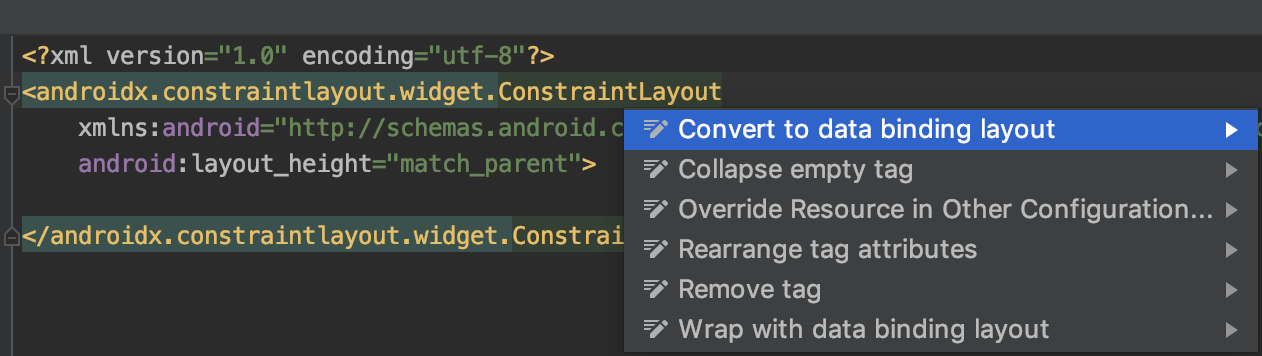 <?xml version="1.0" encoding="utf-8"?>
<androidx.constraintlayout.widget.ConstraintLayout
xmlns:android="http://schemas.android.c
android:layout_height="match_parent">
</androidx.constraintlayout.widget.Constrai
Convert to data binding layout
Collapse empty tag
Override Resource in Other Configuration...
Rearrange tag attributes
Remove tag
Wrap with data binding layout